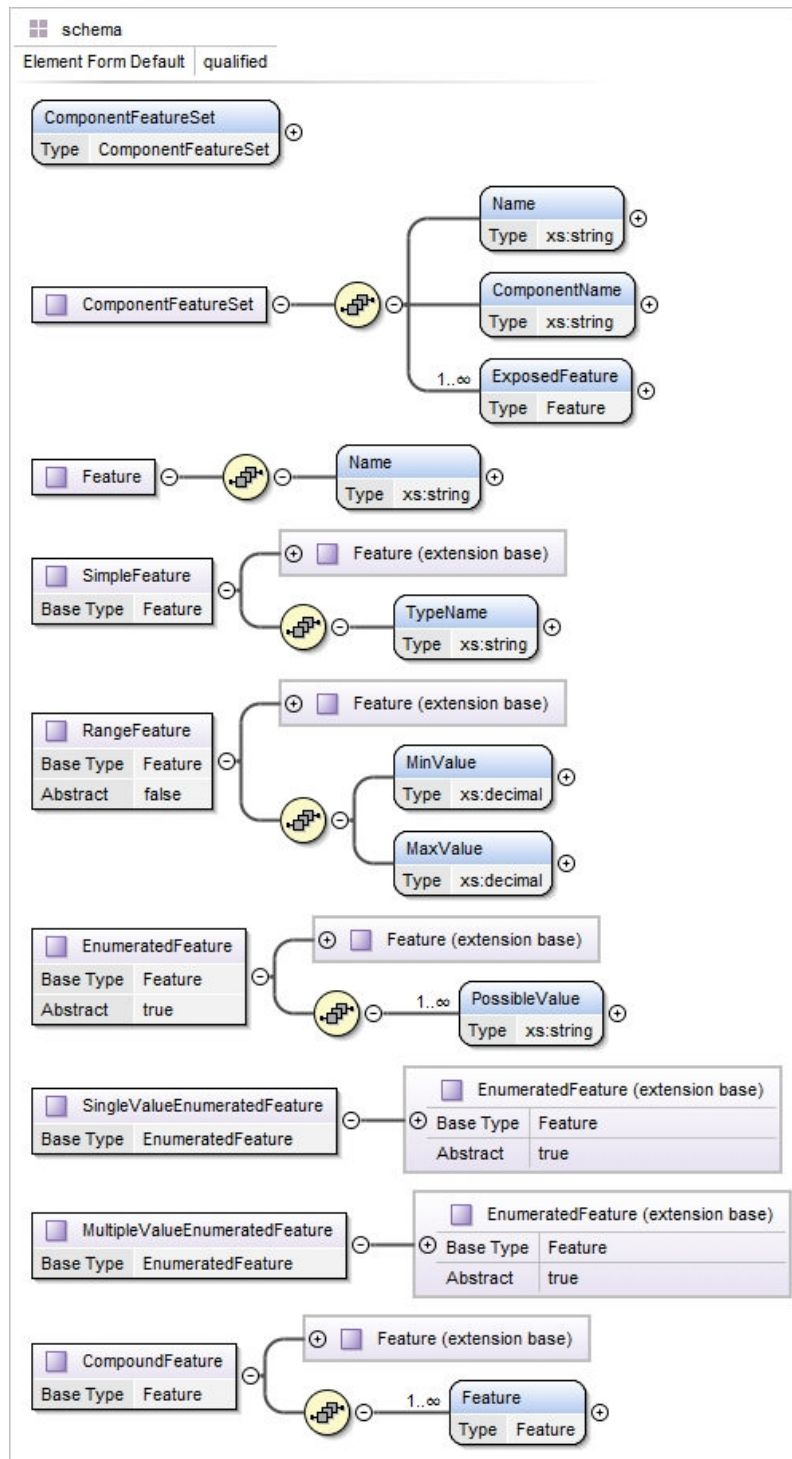 schema
Element Form Default qualified
ComponentFeatureSet
Type ComponentFeatureSet
Name
Type xs:string
ComponentFeatureSet
ComponentName
Type xs:string
1..∞
ExposedFeature
Type Feature
Feature
Name
Type xs:string
SimpleFeature
Base Type Feature
Feature (extension base)
TypeName
Type xs:string
RangeFeature
Base Type Feature
Abstract false
Feature (extension base)
MinValue
Type xs:decimal
MaxValue
Type xs:decimal
EnumeratedFeature
Base Type Feature
Abstract true
Feature (extension base)
1..∞
PossibleValue
Type xs:string
SingleValueEnumeratedFeature
Base Type EnumeratedFeature
EnumeratedFeature (extension base)
Base Type Feature
Abstract true
MultipleValueEnumeratedFeature
Base Type EnumeratedFeature
EnumeratedFeature (extension base)
Base Type Feature
Abstract true
CompoundFeature
Base Type Feature
Feature (extension base)
1..∞
Feature
Type Feature